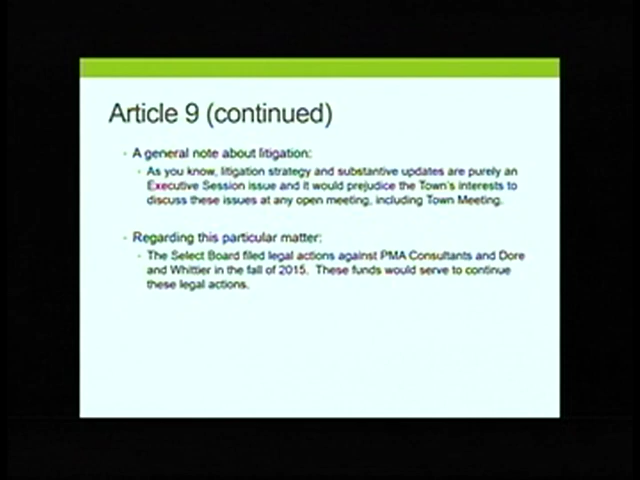 Article 9 (continued)
A general note about litigation:
As you know, litigation strategy and substantive updates are purely an
Executive Session issue and it would prejudice the Town's interests to
discuss these issues at any open meeting, including Town Meeting.
Regarding this particular matter:
The Select Board filed legal actions against PMA Consultants and Dore
and Whittier in the fall of 2015. These funds would serve to continue
these legal actions.